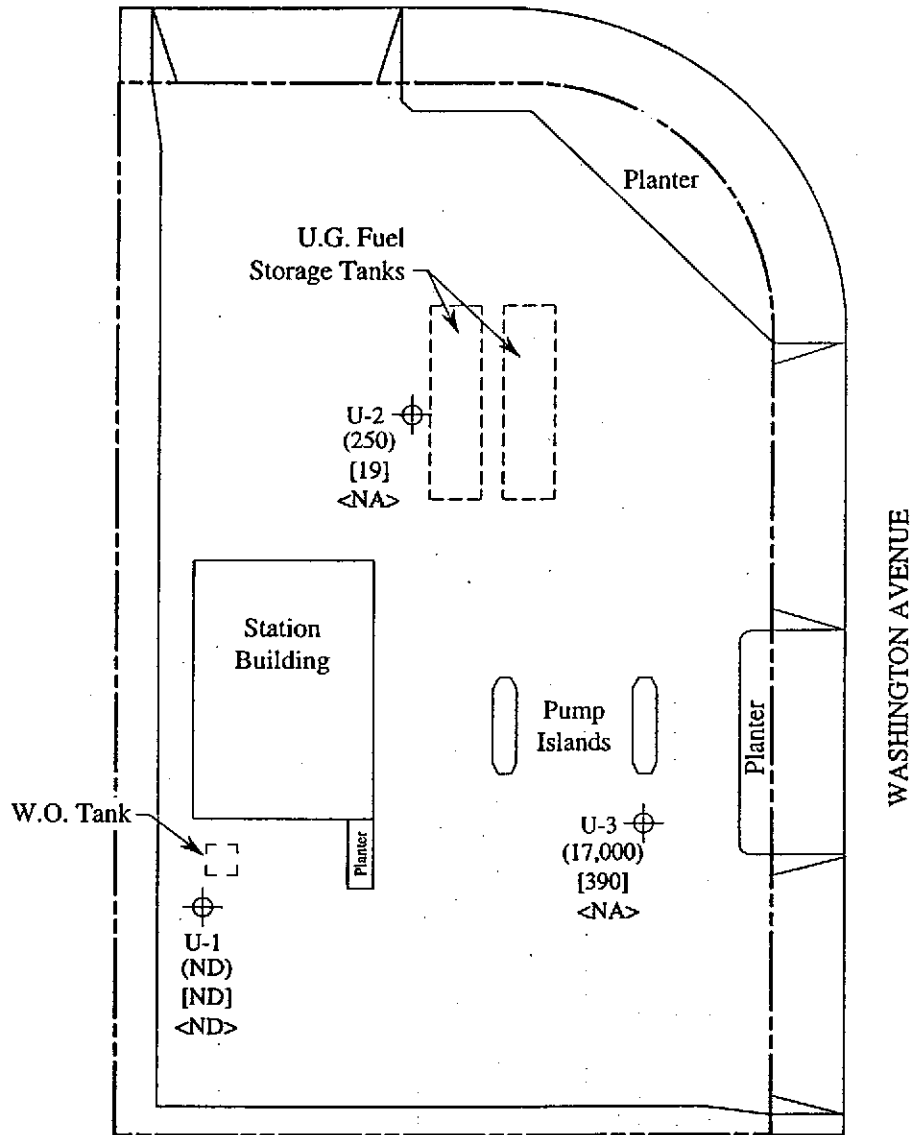 Planter
U.G. Fuel
Storage Tanks
U-2
(250)
[19]
<NA>
WASHINGTON AVENUE
Station
Building
Pump
Islands
Planter
W.O. Tank
Planter
U-3
(17,000)
[390]
<NA>
U-1
(ND)
[ND]
<ND>